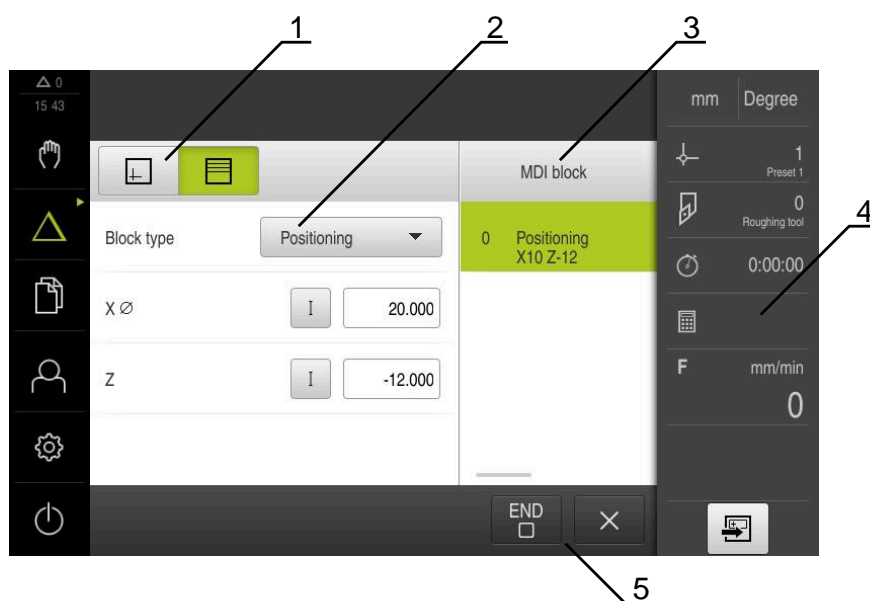 1 2 3
0
15 43
mm Degree
1
Preset 1
MDI block
0
Roughing tool
4
Block type Positioning
0 Positioning
X10 Z-12
0:00:00
X Ø I 20.000
F mm/min
0
Z I -12.000
END
5